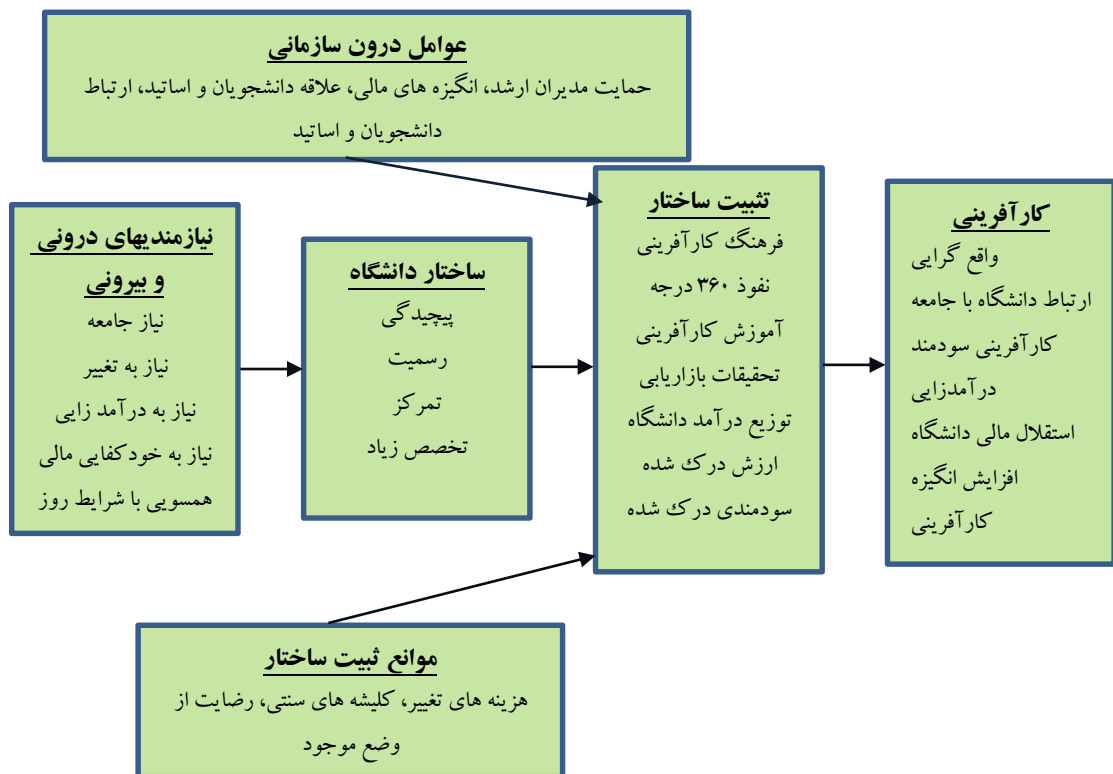 عوامل درون سازمانی
حمایت مدیران ارشد، انگیزه های مالی، علاقه دانشجویان و اساتید، ارتباط
دانشجویان و اساتید
نیازمندیهای درونی
و بیرونی
نیاز جامعه
نیاز به تغییر
نیاز به درآمد زایی
نیاز به خودکفایی مالی
همسویی با شرایط روز
ساختار دانشگاه
پیچیدگی
رسمیت
تمرکز
تخصص زیاد
تثبیت ساختار
فرهنگ کارآفرینی
نفوذ ۳۶۰ درجه
آموزش کارآفرینی
تحقیقات بازاریابی
توزیع درآمد دانشگاه
ارزش درک شده
سودمندی درک شده
کارآفرینی
واقع گرایی
ارتباط دانشگاه با جامعه
کارآفرینی سودمند
درآمدزایی
استقلال مالی دانشگاه
افزایش انگیزه
کارآفرینی
موانع ثبیت ساختار
هزینه های تغییر، کلیشه های سنتی، رضایت از
وضع موجود